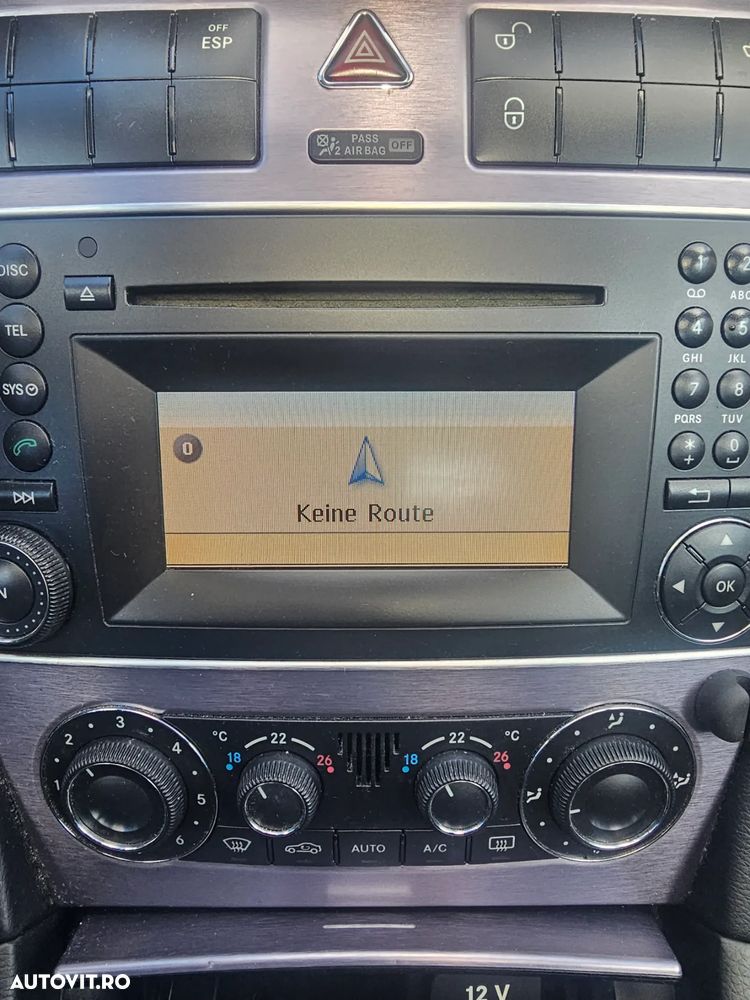 OFF
ESP
PASS
AIR BAG OFF
2
DISC
TEL
SYS
0
Keine Route
N
1
2
ABC
4
5
GHI
JKL
7
8
PQRS
TUV
*
0
+
OK
1
2
3
4
5
6
°C
18
22
26
18
22
26
°C
AUTO
A/C
12 V
AUTOVIT.RO